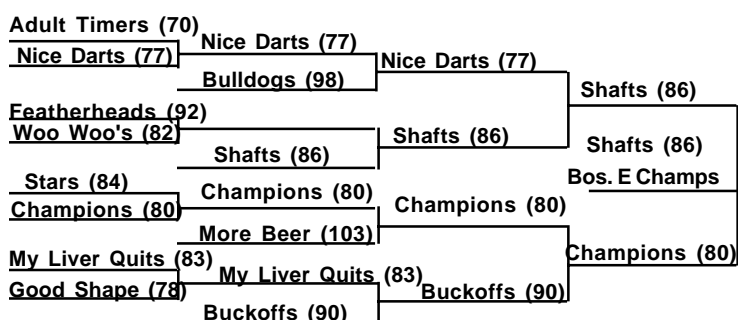 Adult Timers (70)
Nice Darts (77)
Nice Darts (77)
Bulldogs (98)
Nice Darts (77)
Featherheads (92)
Woo Woo's (82)
Shafts (86)
Shafts (86)
Shafts (86)
Stars (84)
Champions (80)
Champions (80)
More Beer (103)
Champions (80)
My Liver Quits (83)
Good Shape (78)
My Liver Quits (83)
Buckoffs (90)
Buckoffs (90)
Champions (80)
Shafts (86)
Bos. E Champs